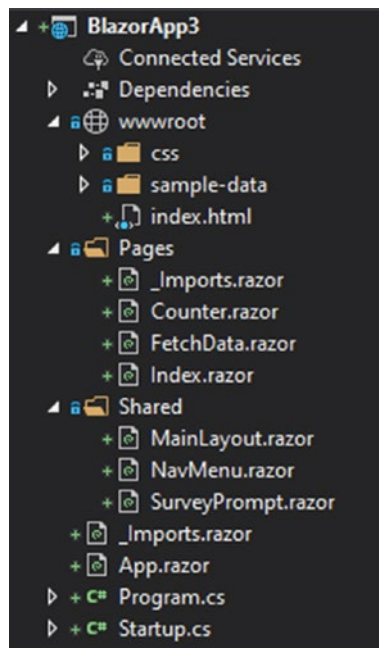 BlazorApp3
Connected Services
Dependencies
wwwroot
css
sample-data
index.html
Pages
_Imports.razor
Counter.razor
FetchData.razor
Index.razor
Shared
MainLayout.razor
NavMenu.razor
SurveyPrompt.razor
_Imports.razor
App.razor
C# Program.cs
C# Startup.cs